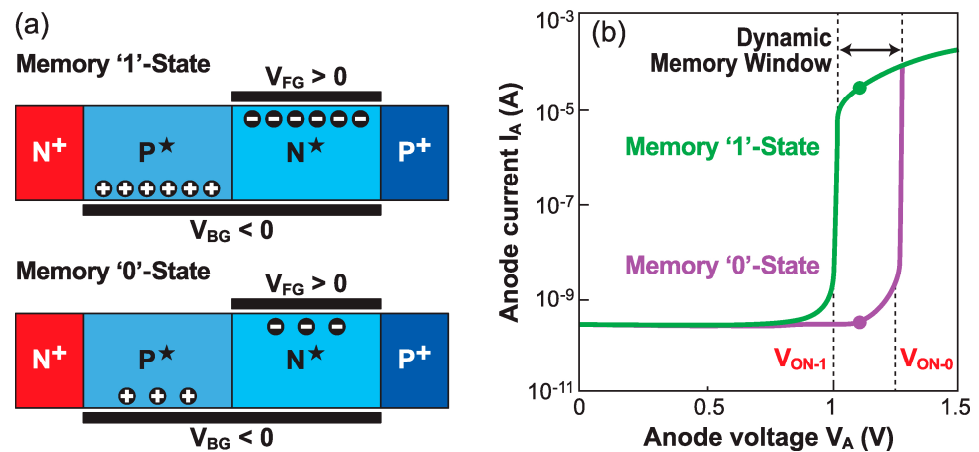 (a)
Memory ‘1’-State
V_FG > 0
N+
P★
N★
P+
V_BG < 0
Memory ‘0’-State
V_FG > 0
N+
P★
N★
P+
V_BG < 0
(b)
Anode current I_A (A)
10^-3
10^-5
10^-7
10^-9
10^-11
Dynamic
Memory Window
Memory ‘1’-State
Memory ‘0’-State
V_ON-1
V_ON-0
0
0.5
1
1.5
Anode voltage V_A (V)